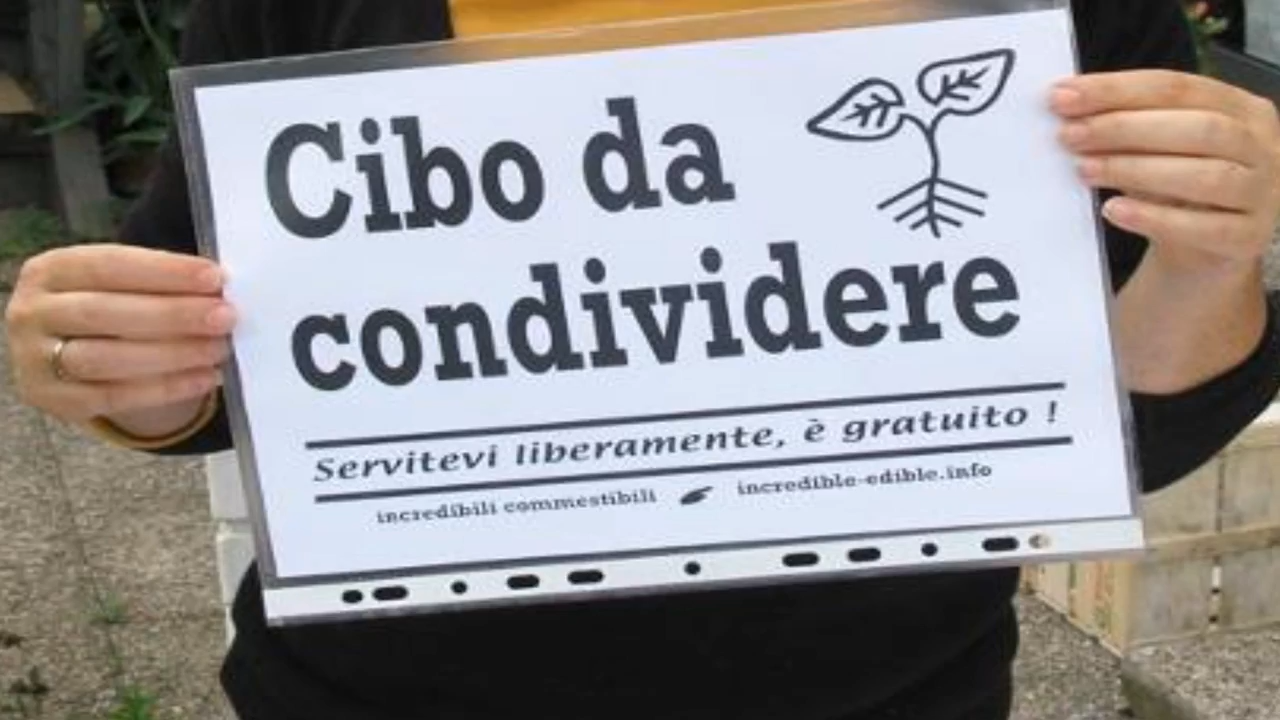 Cibo da
condividere
Servitevi liberamente, è gratuito !
incredibili commestibili incredible-edible.info